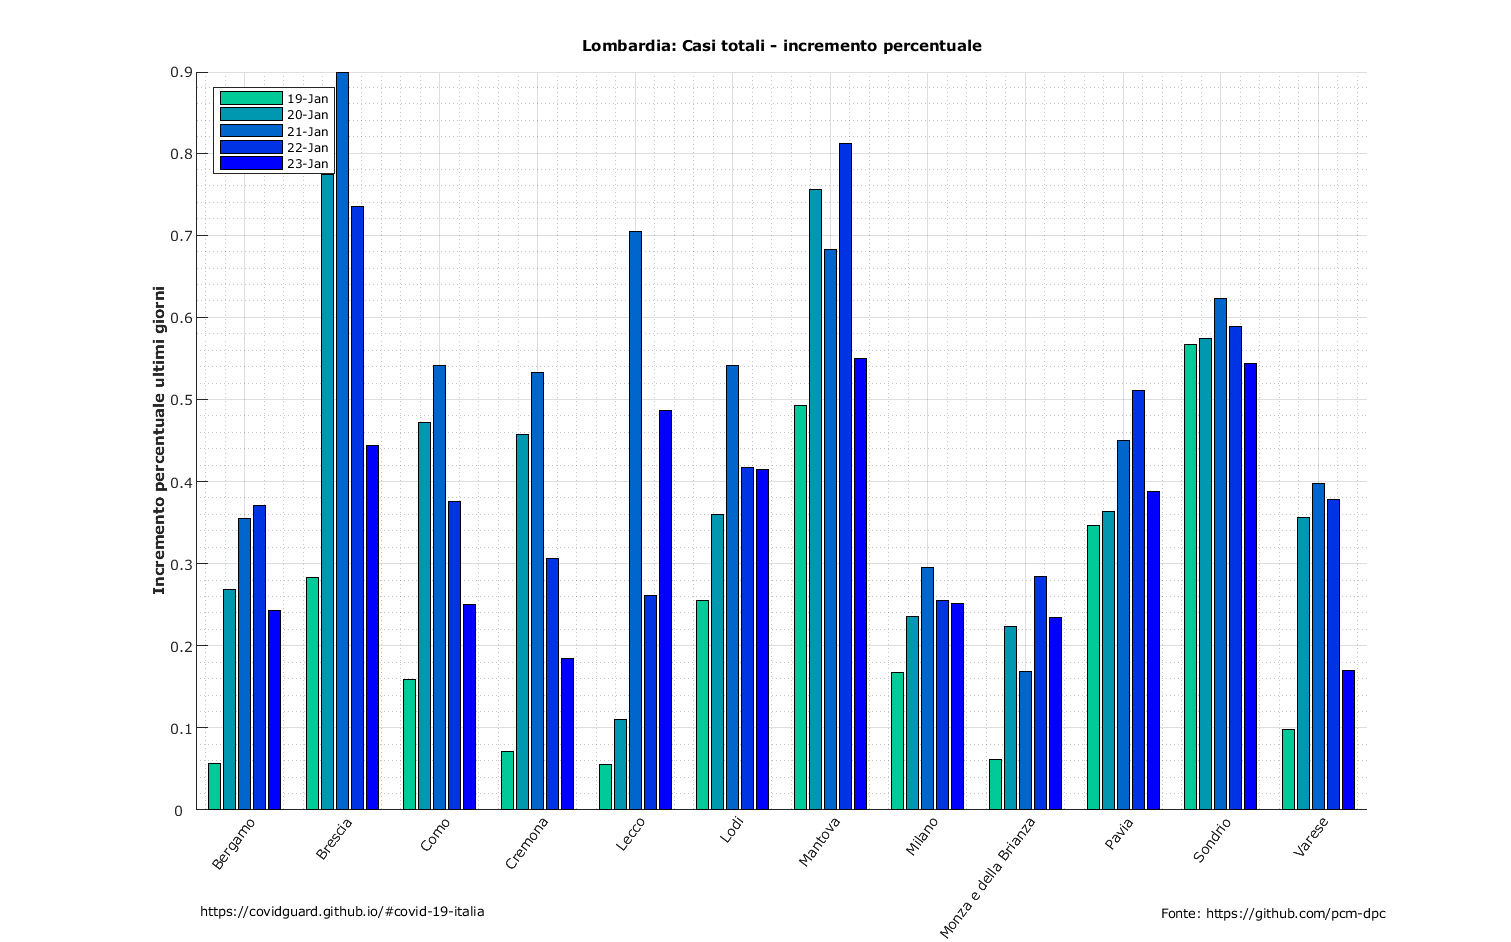 Lombardia: Casi totali - incremento percentuale
Incremento percentuale ultimi giorni
0.9
0.8
0.7
0.6
0.5
0.4
0.3
0.2
0.1
0
19-Jan
20-Jan
21-Jan
22-Jan
23-Jan
Bergamo
Brescia
Como
Cremona
Lecco
Lodi
Mantova
Milano
Monza e della Brianza
Pavia
Sondrio
Varese
https://covidguard.github.io/#covid-19-italia
Fonte: https://github.com/pcm-dpc